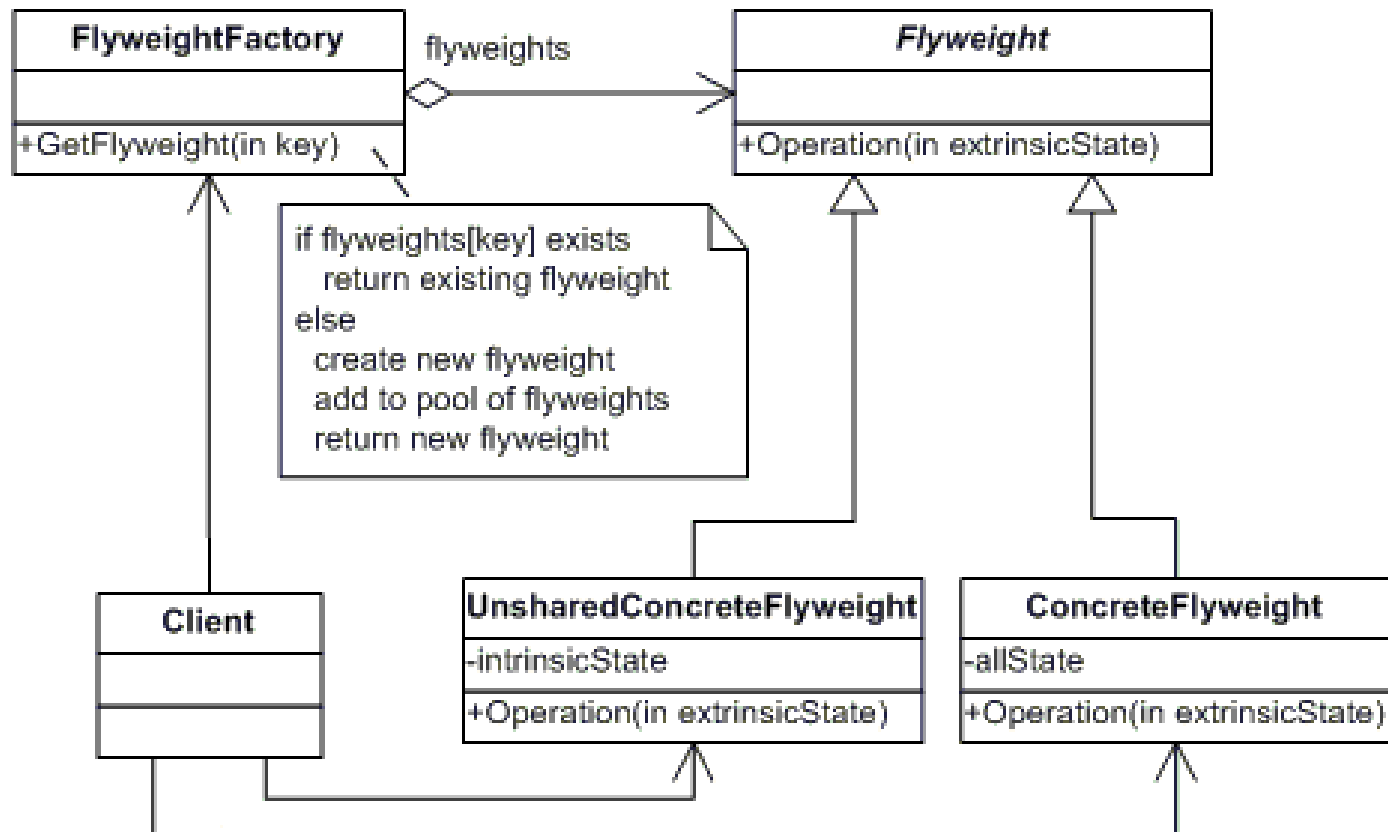 FlyweightFactory
+GetFlyweight(in key)
flyweights
Flyweight
+Operation(in extrinsicState)
if flyweights[key] exists
return existing flyweight
else
create new flyweight
add to pool of flyweights
return new flyweight
Client
UnsharedConcreteFlyweight
-intrinsicState
+Operation(in extrinsicState)
ConcreteFlyweight
-allState
+Operation(in extrinsicState)